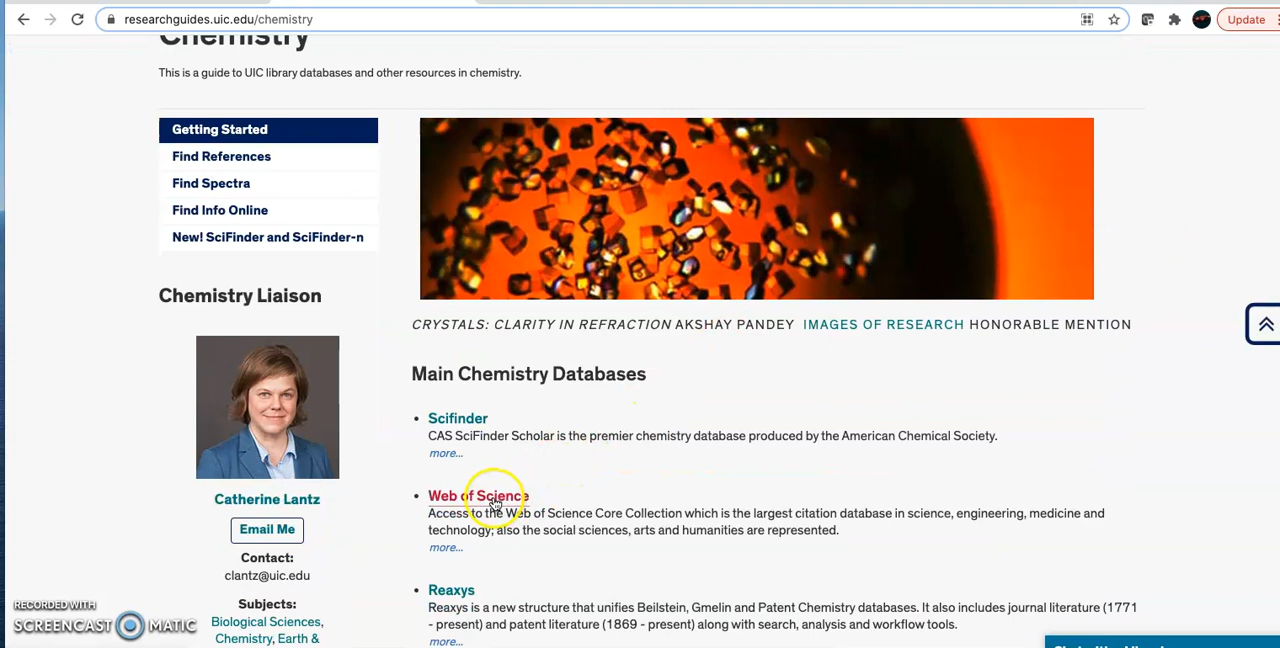 researchguides.uic.edu/chemistry
Update
Chemistry
This is a guide to UIC library databases and other resources in chemistry.
Getting Started
Find References
Find Spectra
Find Info Online
New! SciFinder and SciFinder-n
Chemistry Liaison
Catherine Lantz
Email Me
Contact:
clantz@uic.edu
Subjects:
Biological Sciences,
Chemistry, Earth &
CRYSTALS: CLARITY IN REFRACTION AKSHAY PANDEY IMAGES OF RESEARCH HONORABLE MENTION
Main Chemistry Databases
• Scifinder
CAS SciFinder Scholar is the premier chemistry database produced by the American Chemical Society.
more...
• Web of Science
Access to the Web of Science Core Collection which is the largest citation database in science, engineering, medicine and
technology; also the social sciences, arts and humanities are represented.
more...
• Reaxys
Reaxys is a new structure that unifies Beilstein, Gmelin and Patent Chemistry databases. It also includes journal literature (1771
- present) and patent literature (1869 - present) along with search, analysis and workflow tools.
more...
RECORDED WITH
SCREENCAST MATIC